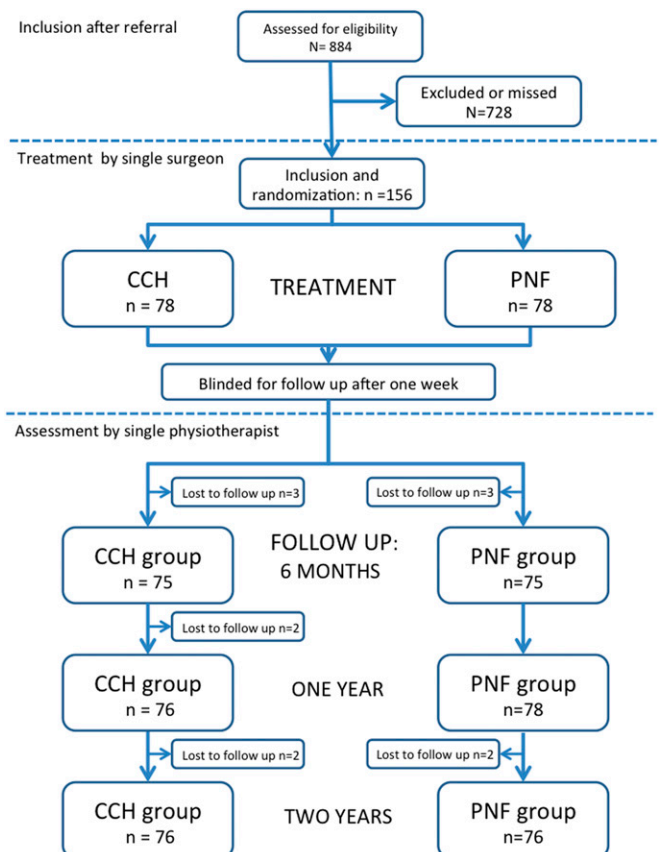 Inclusion after referral
Assessed for eligibility
N= 884
Excluded or missed
N=728
Treatment by single surgeon
Inclusion and
randomization: n =156
CCH
n = 78
TREATMENT
PNF
n= 78
Blinded for follow up after one week
Assessment by single physiotherapist
Lost to follow up n=3
Lost to follow up n=3
CCH group
n = 75
FOLLOW UP:
6 MONTHS
PNF group
n=75
Lost to follow up n=2
CCH group
n = 76
ONE YEAR
PNF group
n=78
Lost to follow up n=2
Lost to follow up n=2
CCH group
n = 76
TWO YEARS
PNF group
n=76